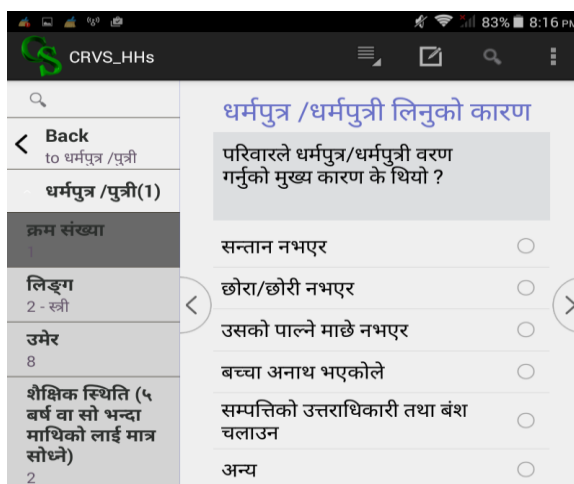 83% 8:16 PM
CRVS_HHs
Back
to धर्मपुत्र /पुत्री
धर्मपुत्र /पुत्री(1)
क्रम संख्या
1
लिङ्ग
2 - स्त्री
उमेर
8
शैक्षिक स्थिति (५
बर्ष वा सो भन्दा
माथिको लाई मात्र
सोध्ने)
2
धर्मपुत्र /धर्मपुत्री लिनुको कारण
परिवारले धर्मपुत्र/धर्मपुत्री वरण
गर्नुको मुख्य कारण के थियो ?
सन्तान नभएर
छोरा/छोरी नभएर
उसको पाल्ने माछे नभएर
बच्चा अनाथ भएकोले
सम्पत्तिको उत्तराधिकारी तथा बंश
चलाउन
अन्य